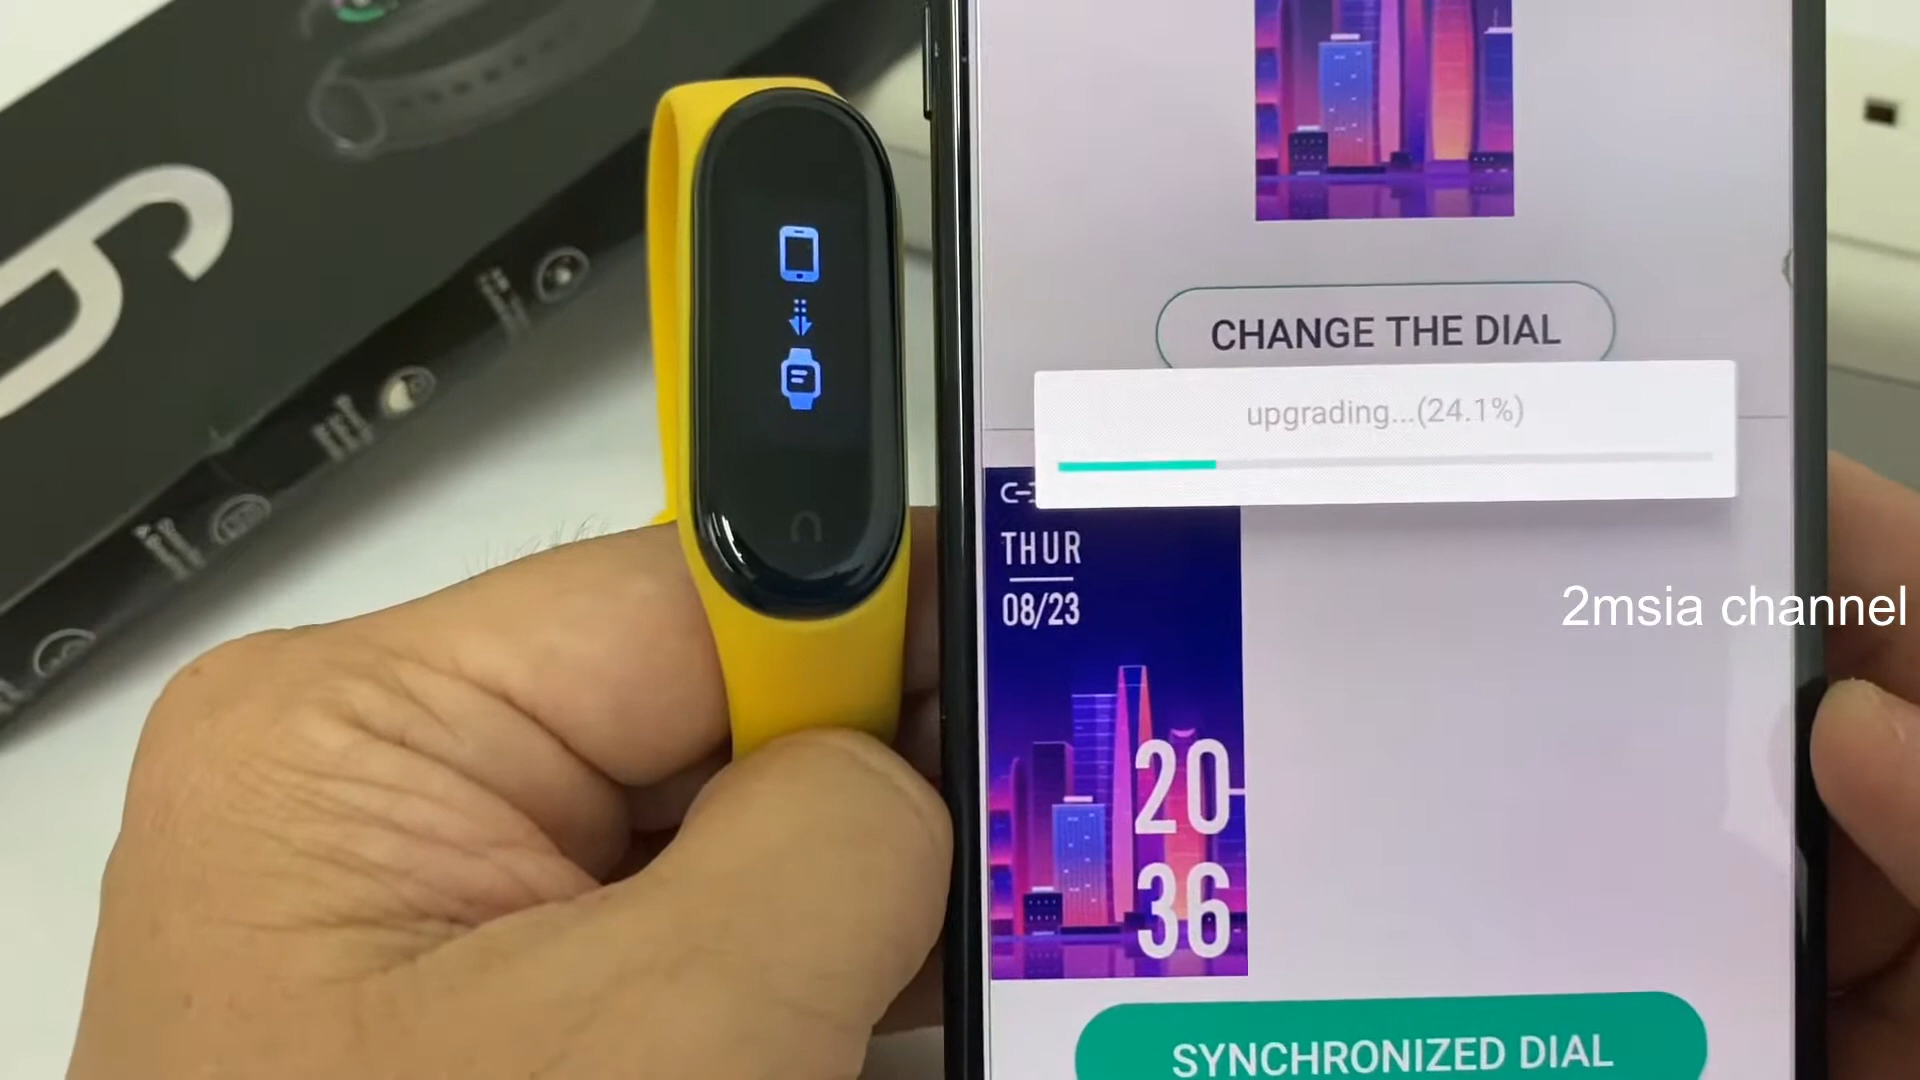 CHANGE THE DIAL
upgrading...(24.1%)
THUR
08/23
20
36
SYNCHRONIZED DIAL
2msia channel